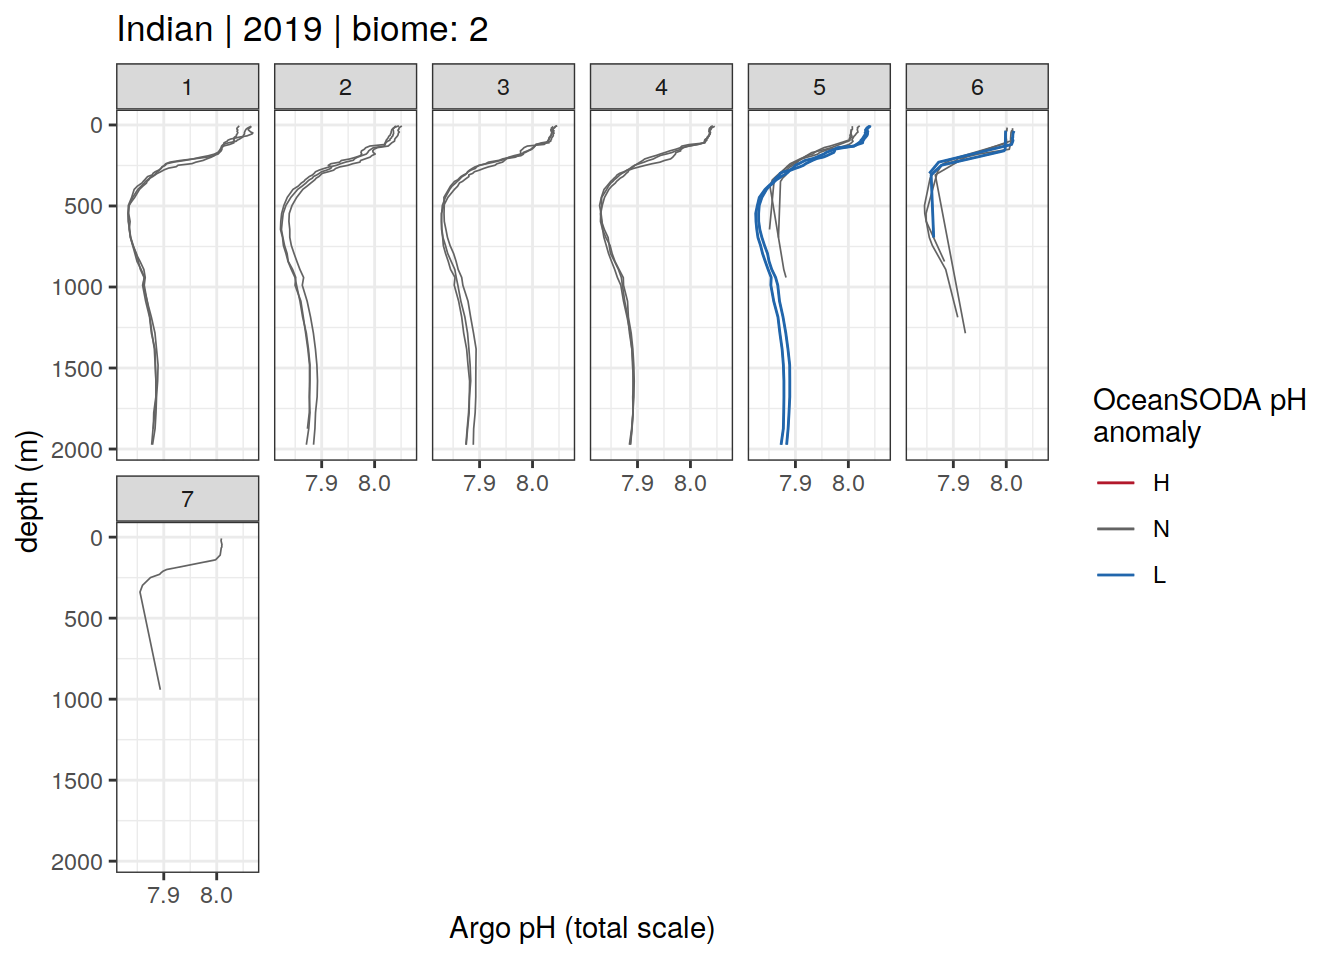 Indian | 2019 | biome: 2
1 2 3 4 5 6
0
500
1000
1500
2000
7.9 8.0 7.9 8.0 7.9 8.0 7.9 8.0 7.9 8.0
7
0
500
1000
1500
2000
7.9 8.0
depth (m)
Argo pH (total scale)
OceanSODA pH
anomaly
H
N
L